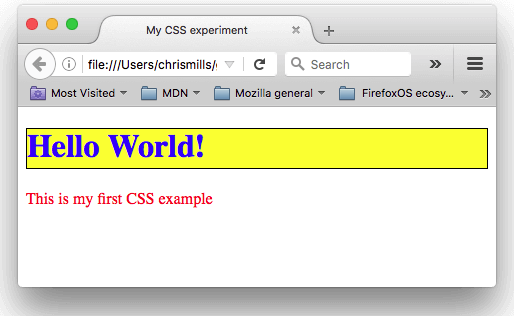 My CSS experiment
file:///Users/chrismills/
Search
Most Visited
MDN
Mozilla general
FirefoxOS ecosy...
Hello World!
This is my first CSS example